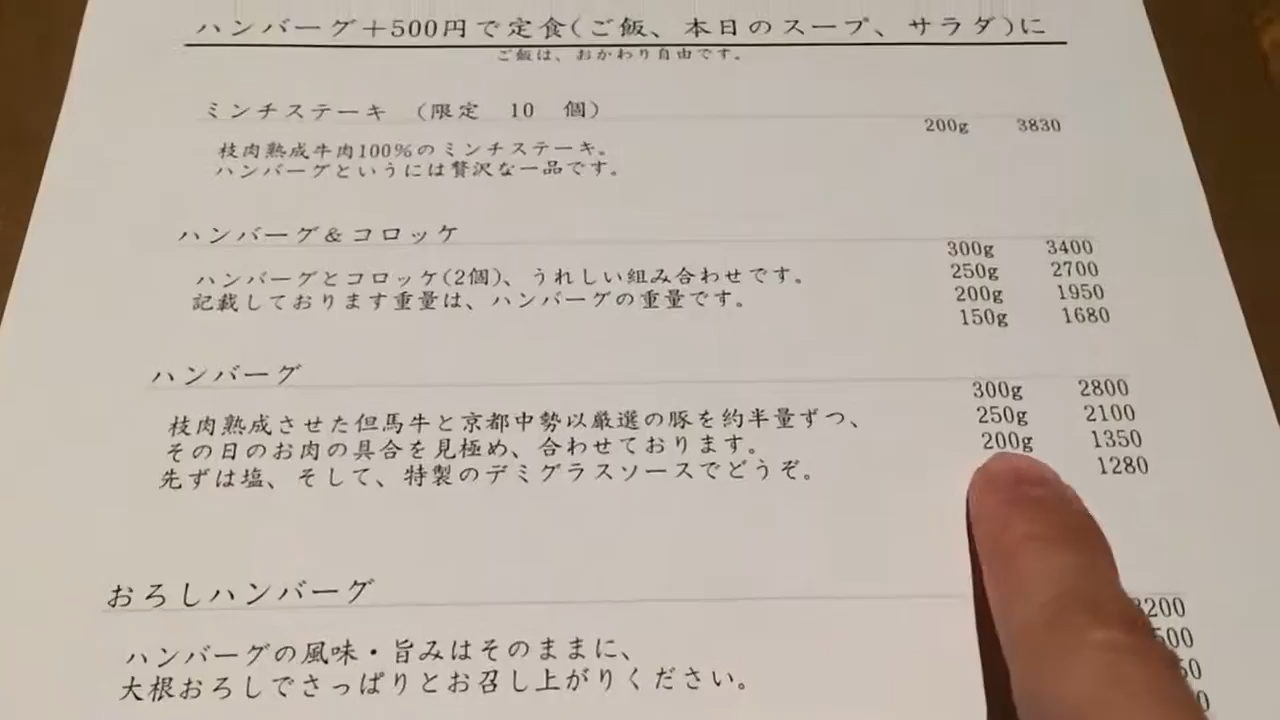 ハンバーグ+500円で定食(ご飯、本日のスープ、サラダ)に
ご飯は、おかわり自由です。
ミンチステーキ (限定 10 個)
200g 3830
枝肉熟成牛肉100%のミンチステーキ。
ハンバーグというには贅沢な一品です。
ハンバーグ&コロッケ
300g 3400
ハンバーグとコロッケ(2個)、うれしい組み合わせです。
250g 2700
記載しております重量は、ハンバーグの重量です。
200g 1950
150g 1680
ハンバーグ
300g 2800
枝肉熟成させた但馬牛と京都中勢以厳選の豚を約半量ずつ、
250g 2100
その日のお肉の具合を見極め、合わせております。
200g 1350
先ずは塩、そして、特製のデミグラスソースでどうぞ。
1280
おろしハンバーグ
ハンバーグの風味・旨みはそのままに、
大根おろしでさっぱりとお召し上がりください。